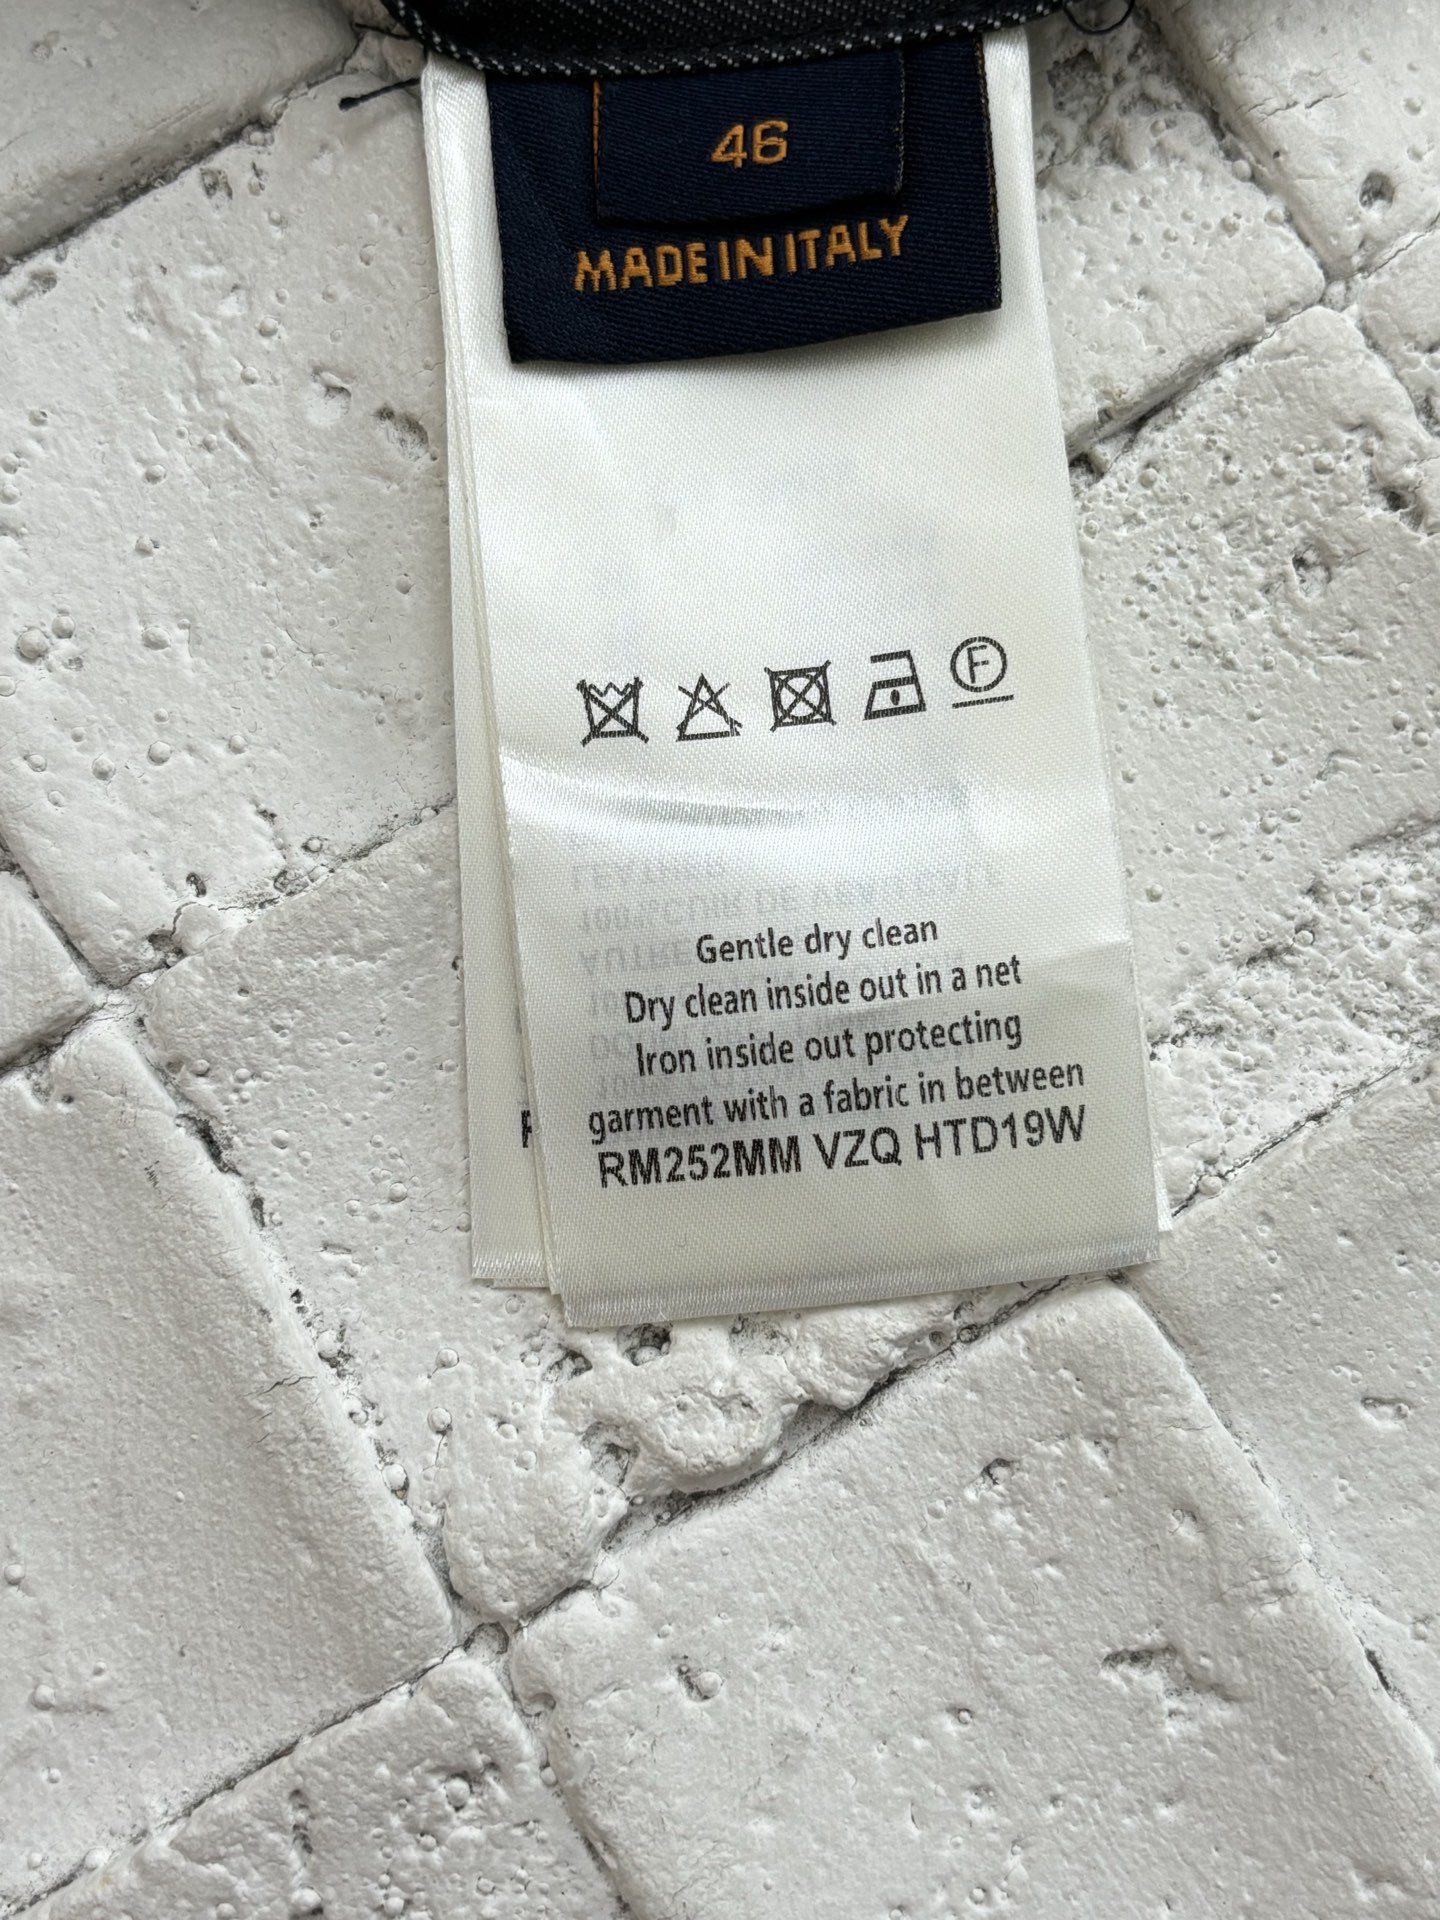 46
MADE IN ITALY
F
Gentle dry clean
Dry clean inside out in a net
Iron inside out protecting
garment with a fabric in between
RM252MM VZQ HTD19W